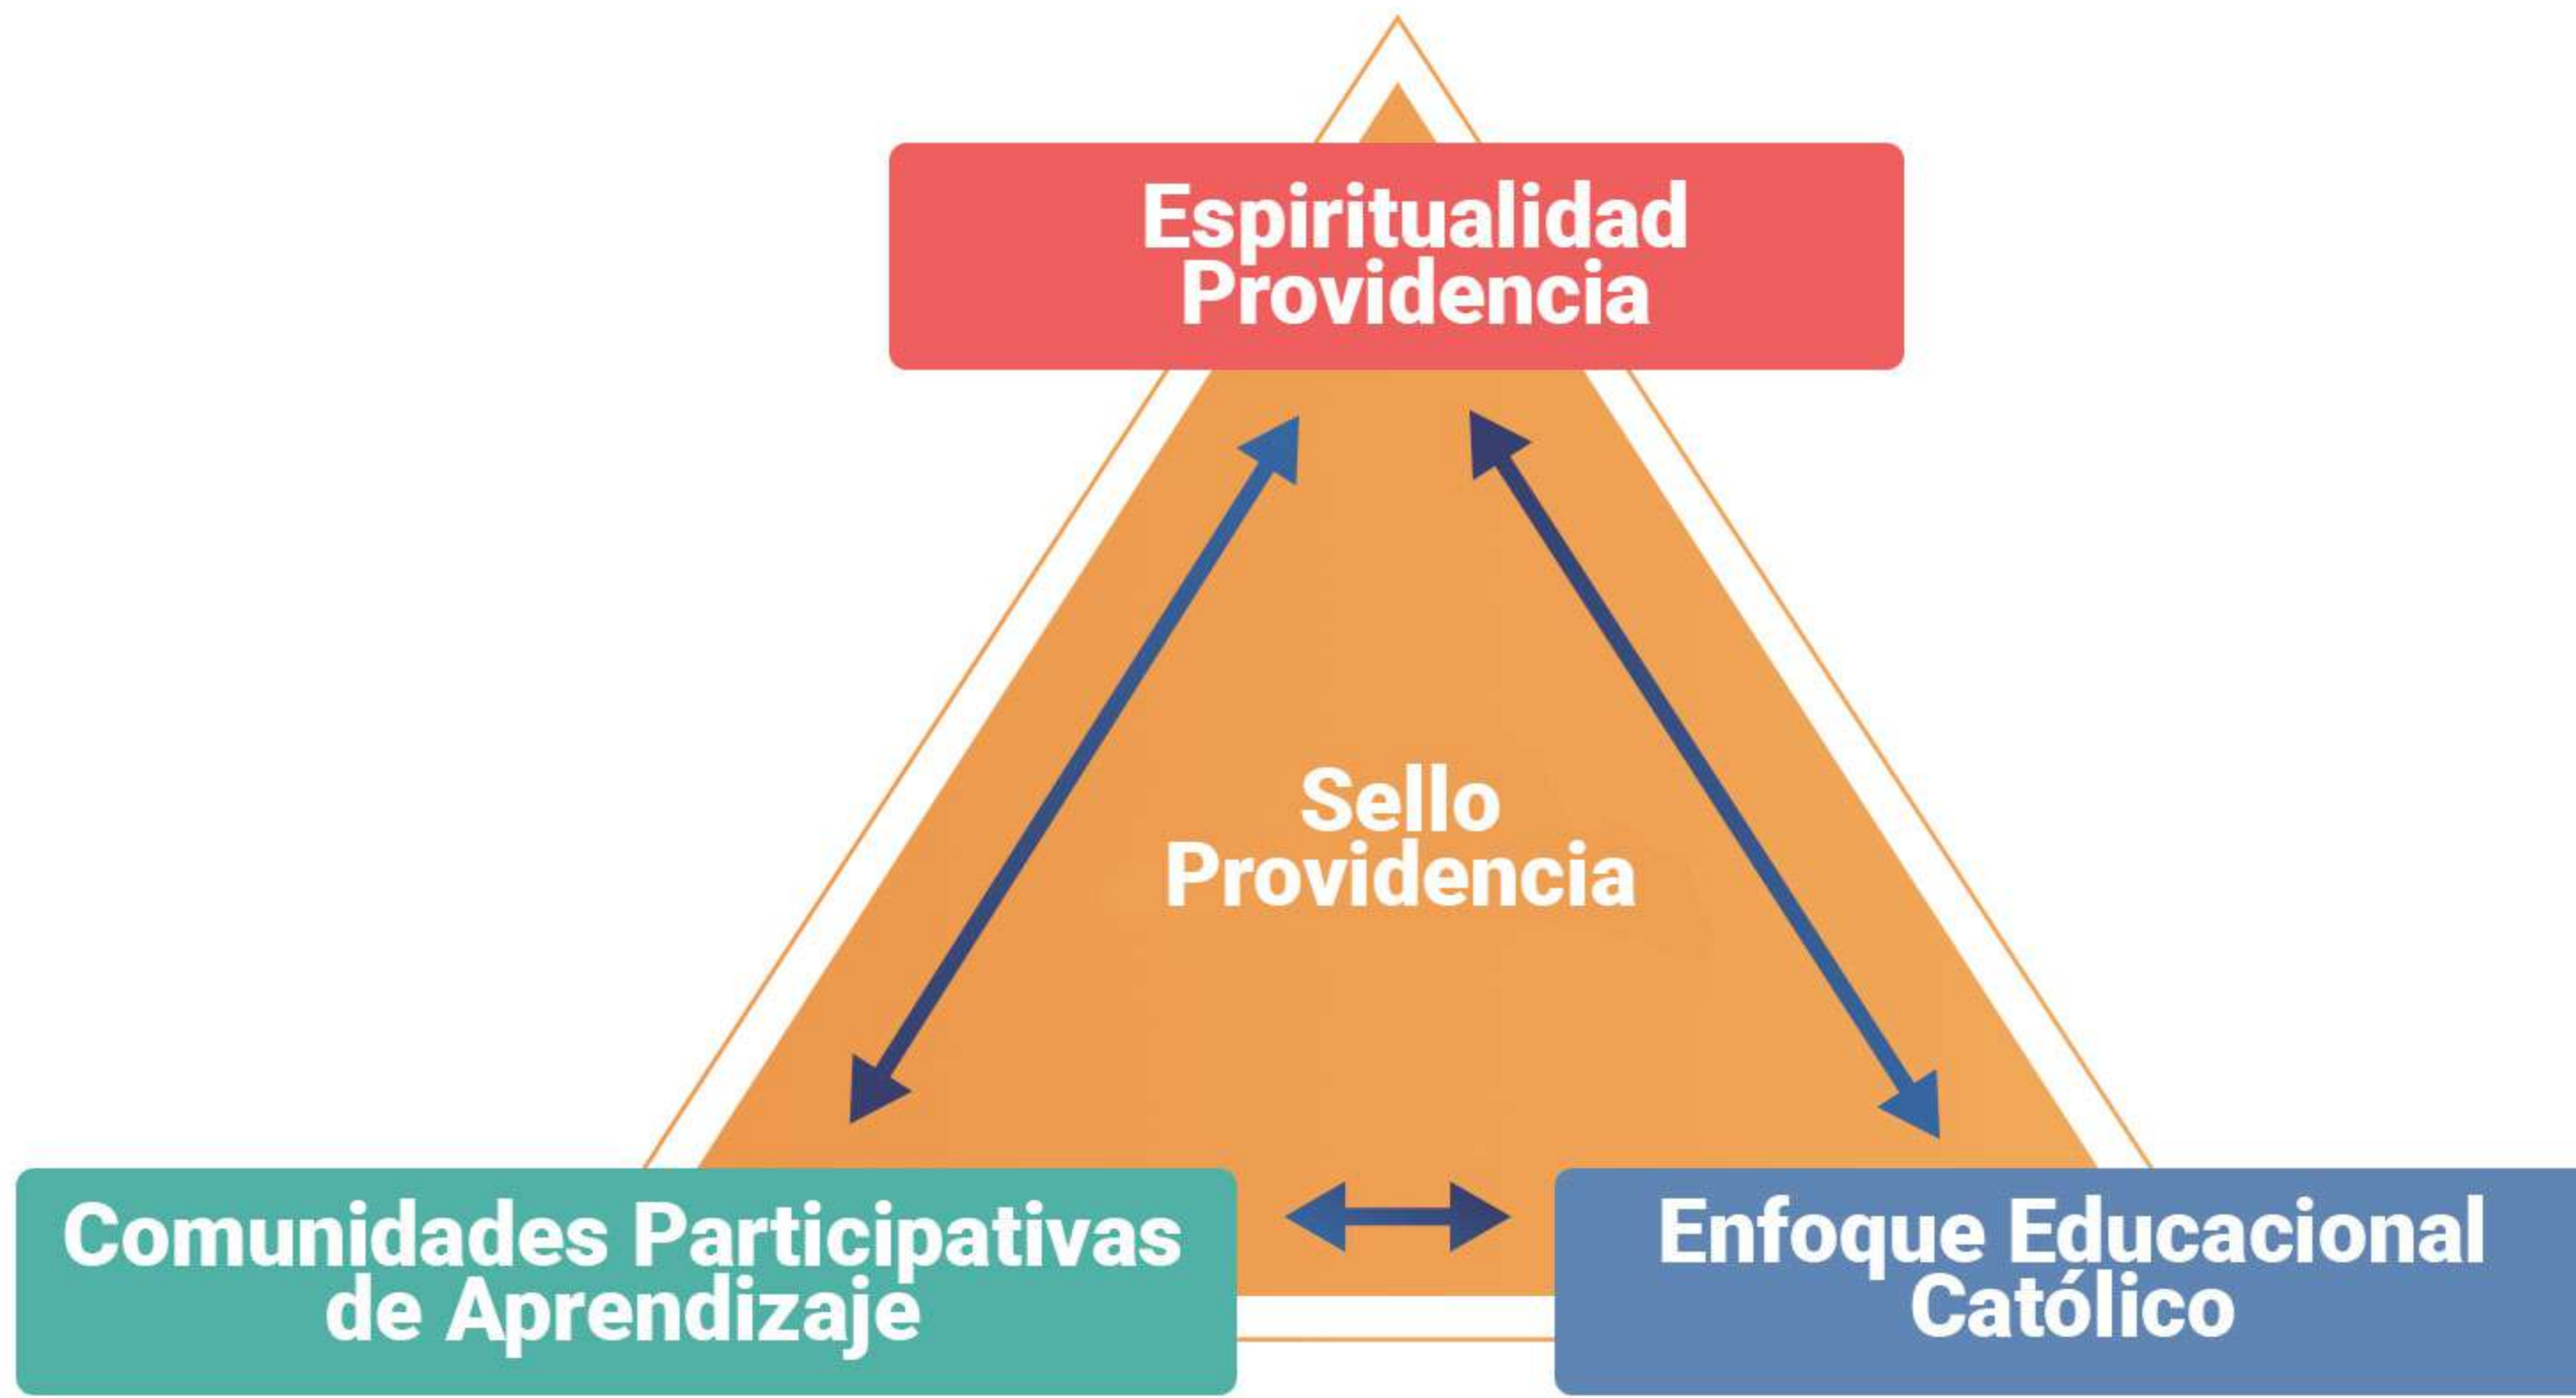 Espiritualidad
Providencia
Sello
Providencia
Comunidades Participativas
de Aprendizaje
Enfoque Educacional
Católico